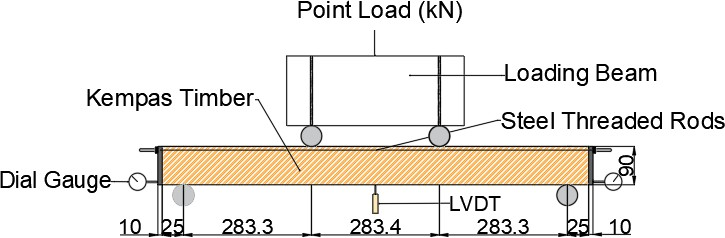 Point Load (kN)
Loading Beam
Kempas Timber
Steel Threaded Rods
90
Dial Gauge
LVDT
10 25 283.3 283.4 283.3 25 10